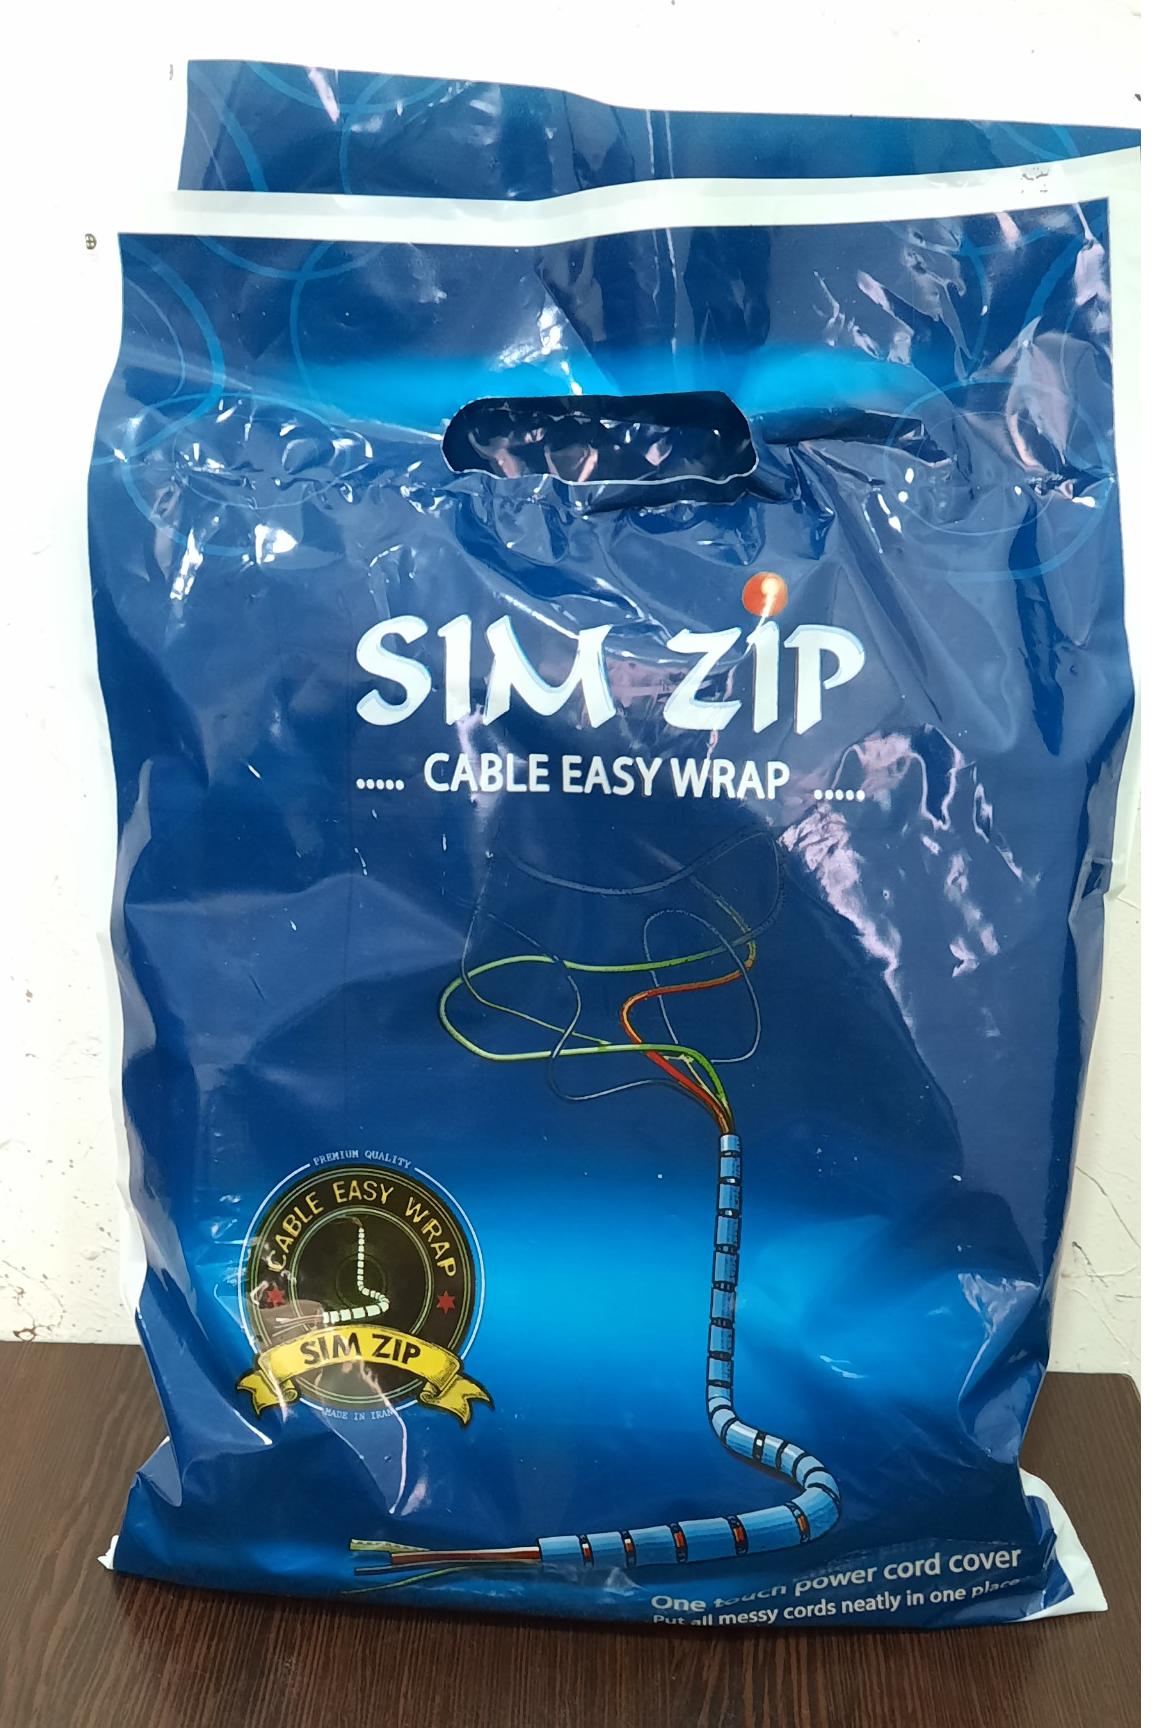 SIM ZIP
..... CABLE EASY WRAP .....
PREMIUM QUALITY
CABLE EASY WRAP
SIM ZIP
MADE IN IRAN
One touch power cord cover
Put all messy cords neatly in one place